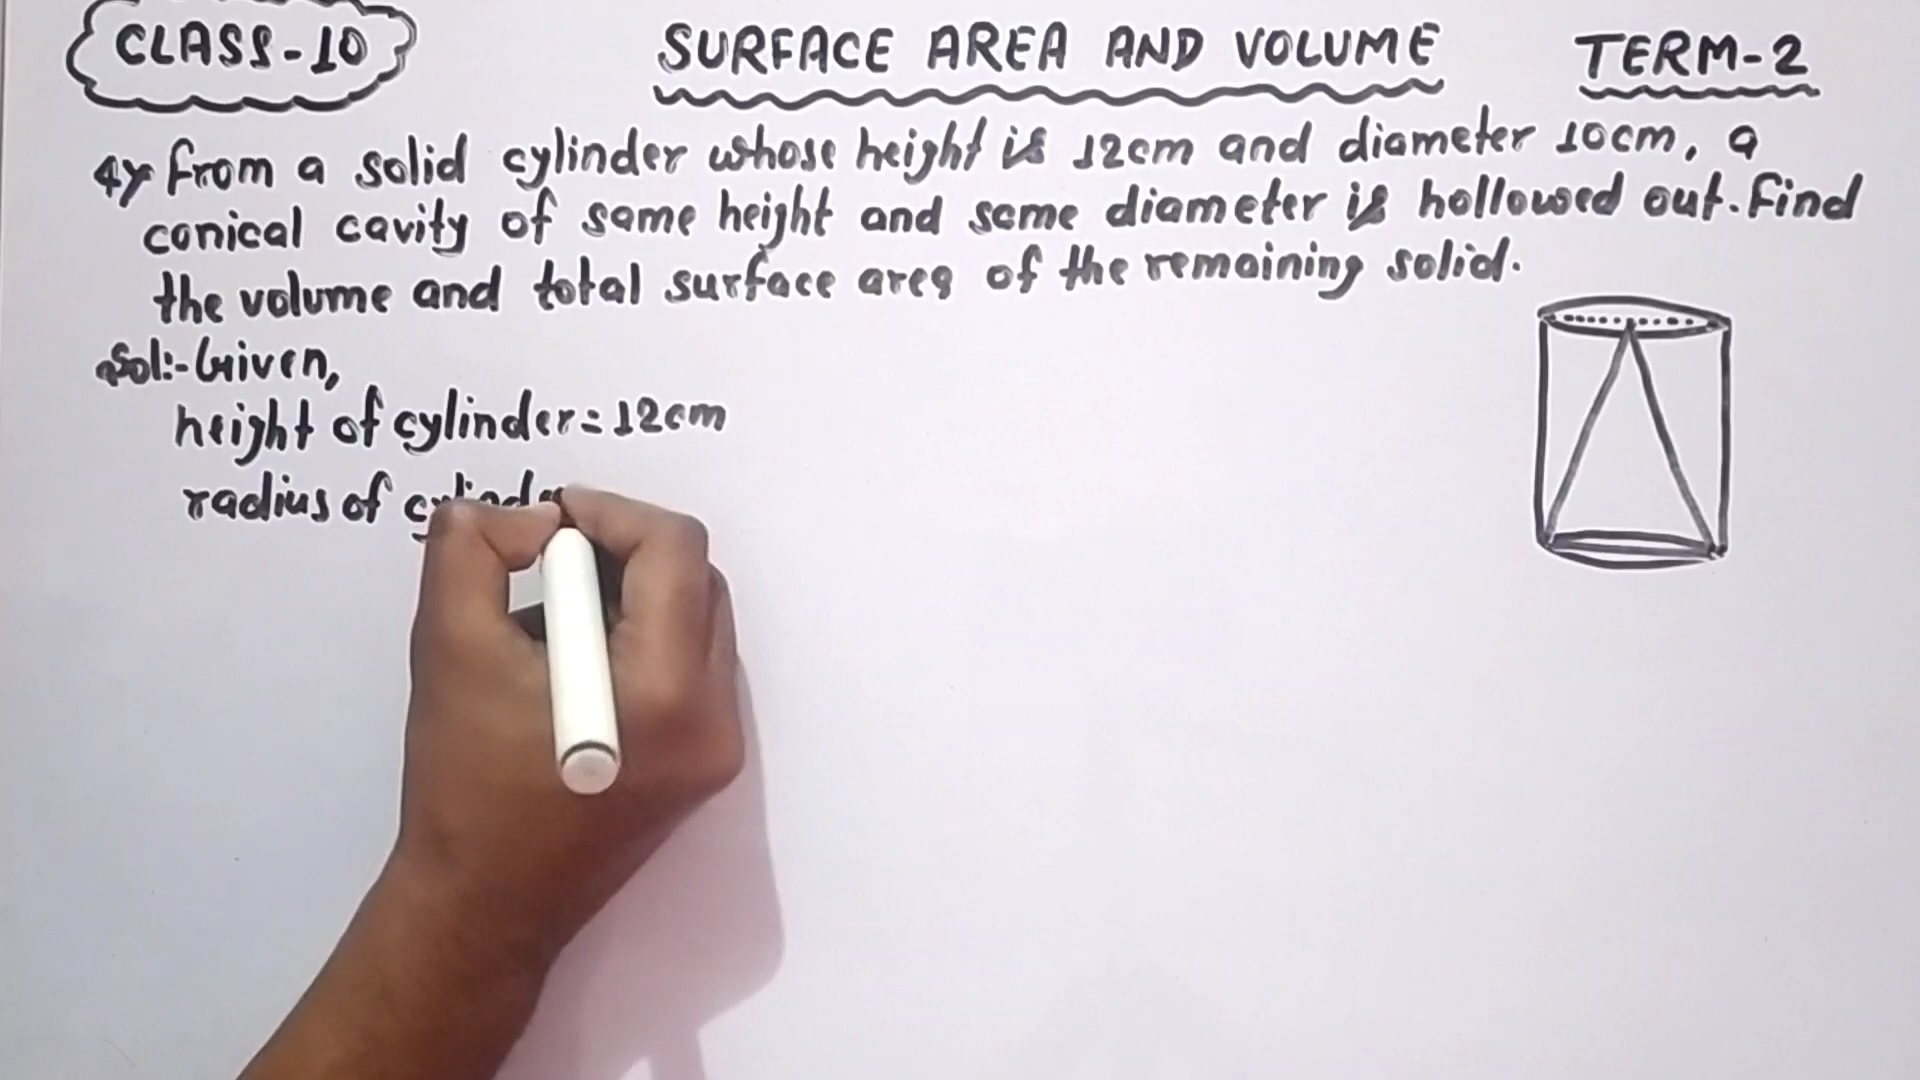 CLASS-10
SURFACE AREA AND VOLUME
TERM-2
4) From a solid cylinder whose height is 12cm and diameter 10cm, a
conical cavity of same height and same diameter is hollowed out. Find
the volume and total surface area of the remaining solid.
Sol:- Given,
height of cylinder = 12cm
radius of